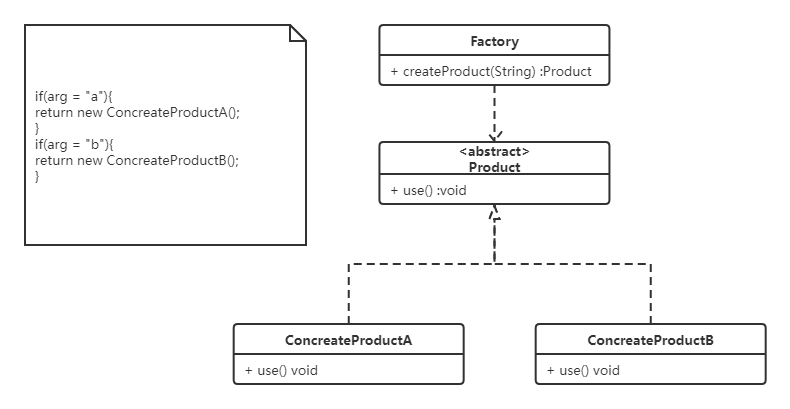 if(arg = "a"){
return new ConcreateProductA();
}
if(arg = "b"){
return new ConcreateProductB();
}
Factory
+ createProduct(String) :Product
<abstract>
Product
+ use() :void
ConcreateProductA
+ use() void
ConcreateProductB
+ use() void